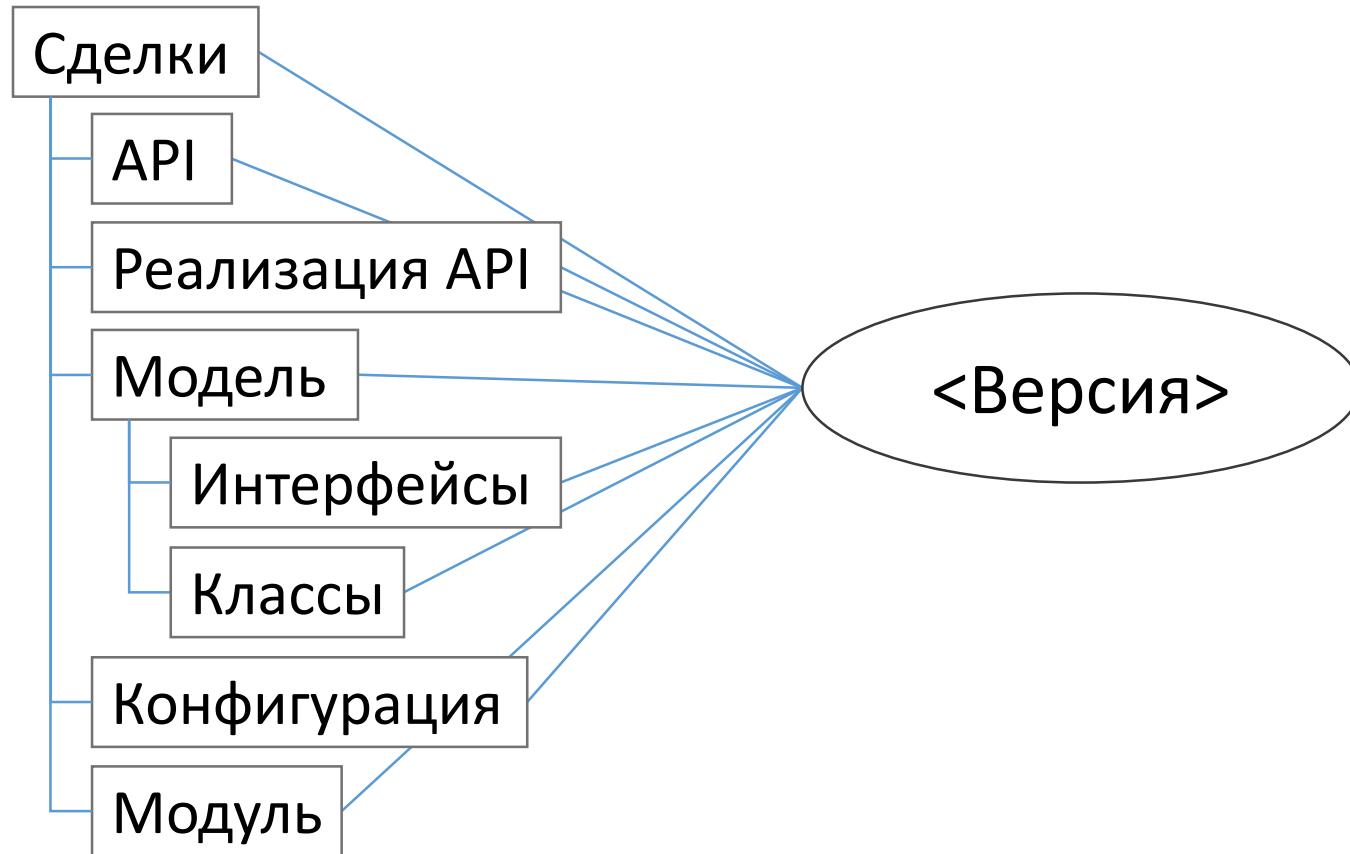 Сделки
API
Реализация API
Модель
<Версия>
Интерфейсы
Классы
Конфигурация
Модуль